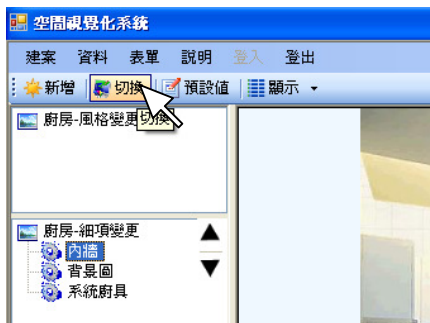 空間視覺化系統
建案 資料 表單 說明 登入 登出
新增 切換 預設值 顯示
廚房-風格變更 切換
廚房-細項變更
內牆
背景圖
系統廚具